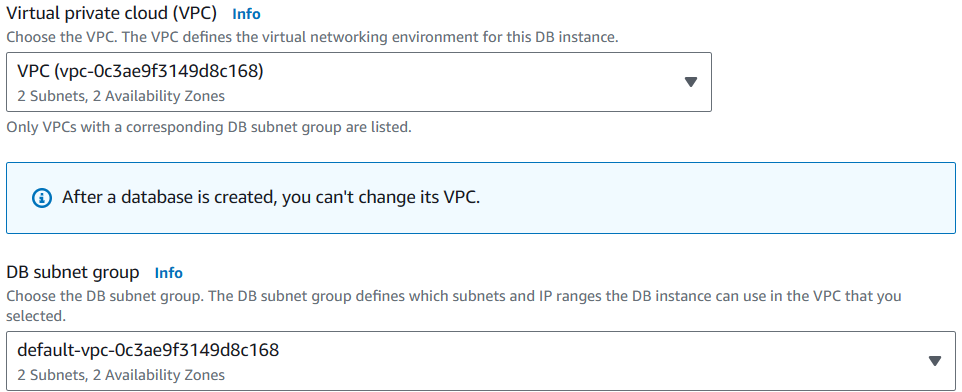 Virtual private cloud (VPC) Info
Choose the VPC. The VPC defines the virtual networking environment for this DB instance.
VPC (vpc-0c3ae9f3149d8c168)
2 Subnets, 2 Availability Zones
Only VPCs with a corresponding DB subnet group are listed.
After a database is created, you can't change its VPC.
DB subnet group Info
Choose the DB subnet group. The DB subnet group defines which subnets and IP ranges the DB instance can use in the VPC that you
selected.
default-vpc-0c3ae9f3149d8c168
2 Subnets, 2 Availability Zones